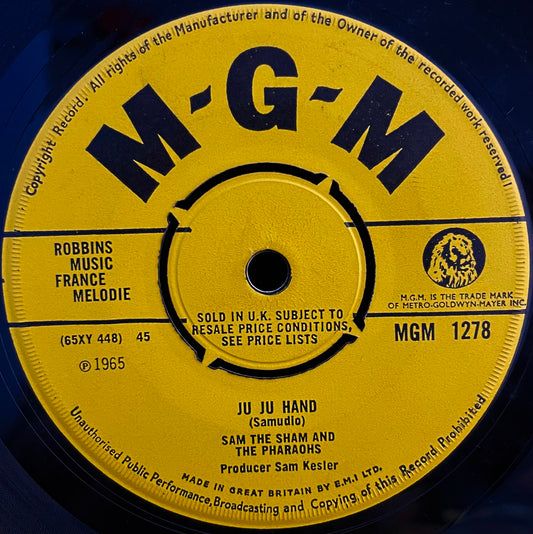 Copyright Record. All rights of the Manufacturer and of the Owner of the recorded work reserved!
M-G-M
ROBBINS
MUSIC
FRANCE
MELODIE
M.G.M. IS THE TRADE MARK
OF METRO-GOLDWYN-MAYER INC.
SOLD IN U.K. SUBJECT TO
RESALE PRICE CONDITIONS,
SEE PRICE LISTS
(65XY 448) 45
MGM 1278
℗ 1965
JU JU HAND
(Samudio)
SAM THE SHAM AND
THE PHARAOHS
Producer Sam Kesler
MADE IN GREAT BRITAIN BY E.M.I LTD.
Unauthorised Public Performance, Broadcasting and Copying of this Record Prohibited